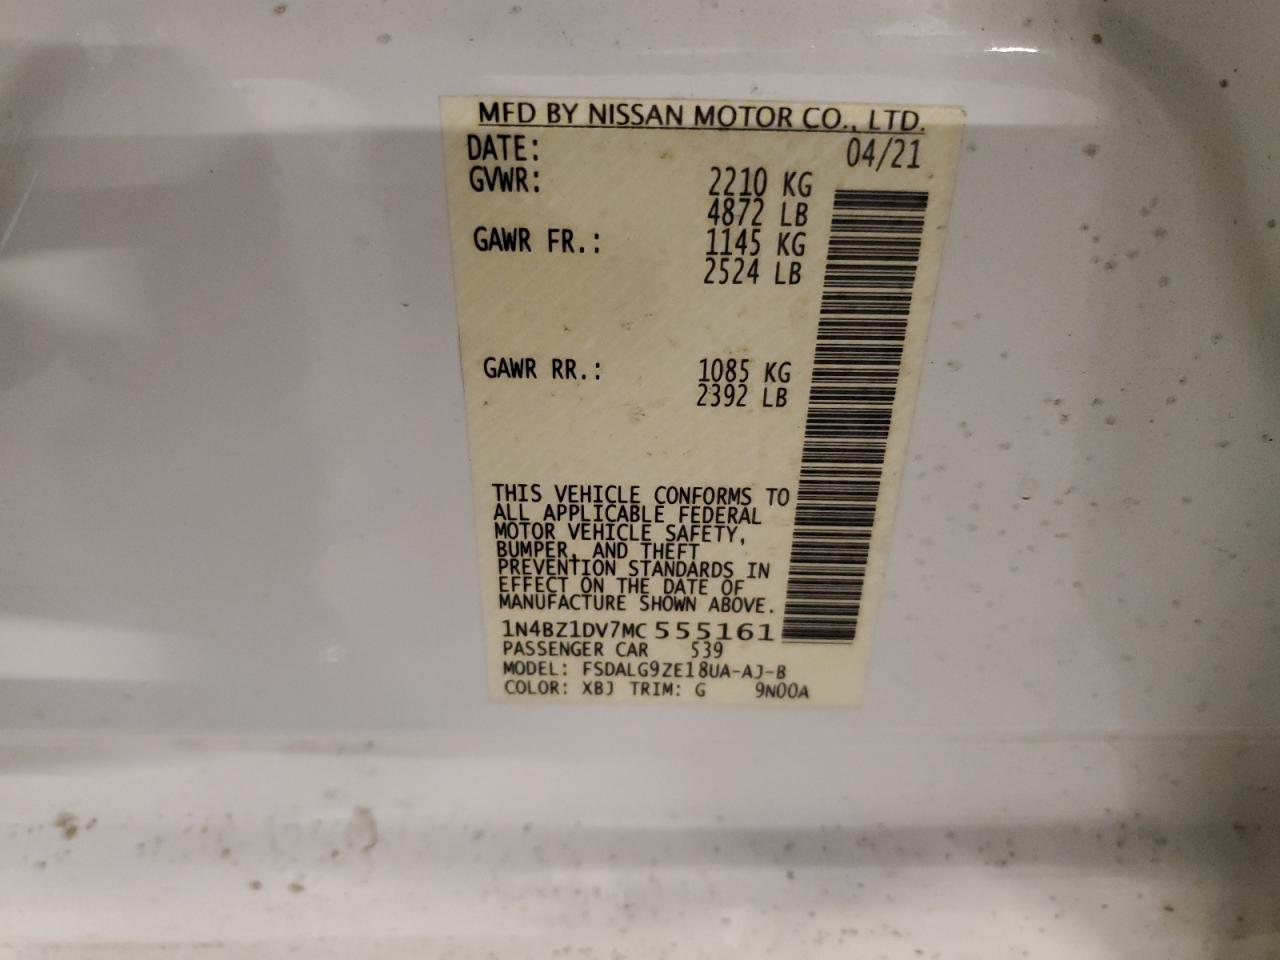 MFD BY NISSAN MOTOR CO., LTD.
DATE: 04/21
GVWR: 2210 KG
4872 LB
GAWR FR.: 1145 KG
2524 LB
GAWR RR.: 1085 KG
2392 LB
THIS VEHICLE CONFORMS TO
ALL APPLICABLE FEDERAL
MOTOR VEHICLE SAFETY,
BUMPER, AND THEFT
PREVENTION STANDARDS IN
EFFECT ON THE DATE OF
MANUFACTURE SHOWN ABOVE.
1N4BZ1DV7MC555161
PASSENGER CAR 539
MODEL: FSDALG9ZE18UA-AJ-B
COLOR: XBJ TRIM: G 9N00A